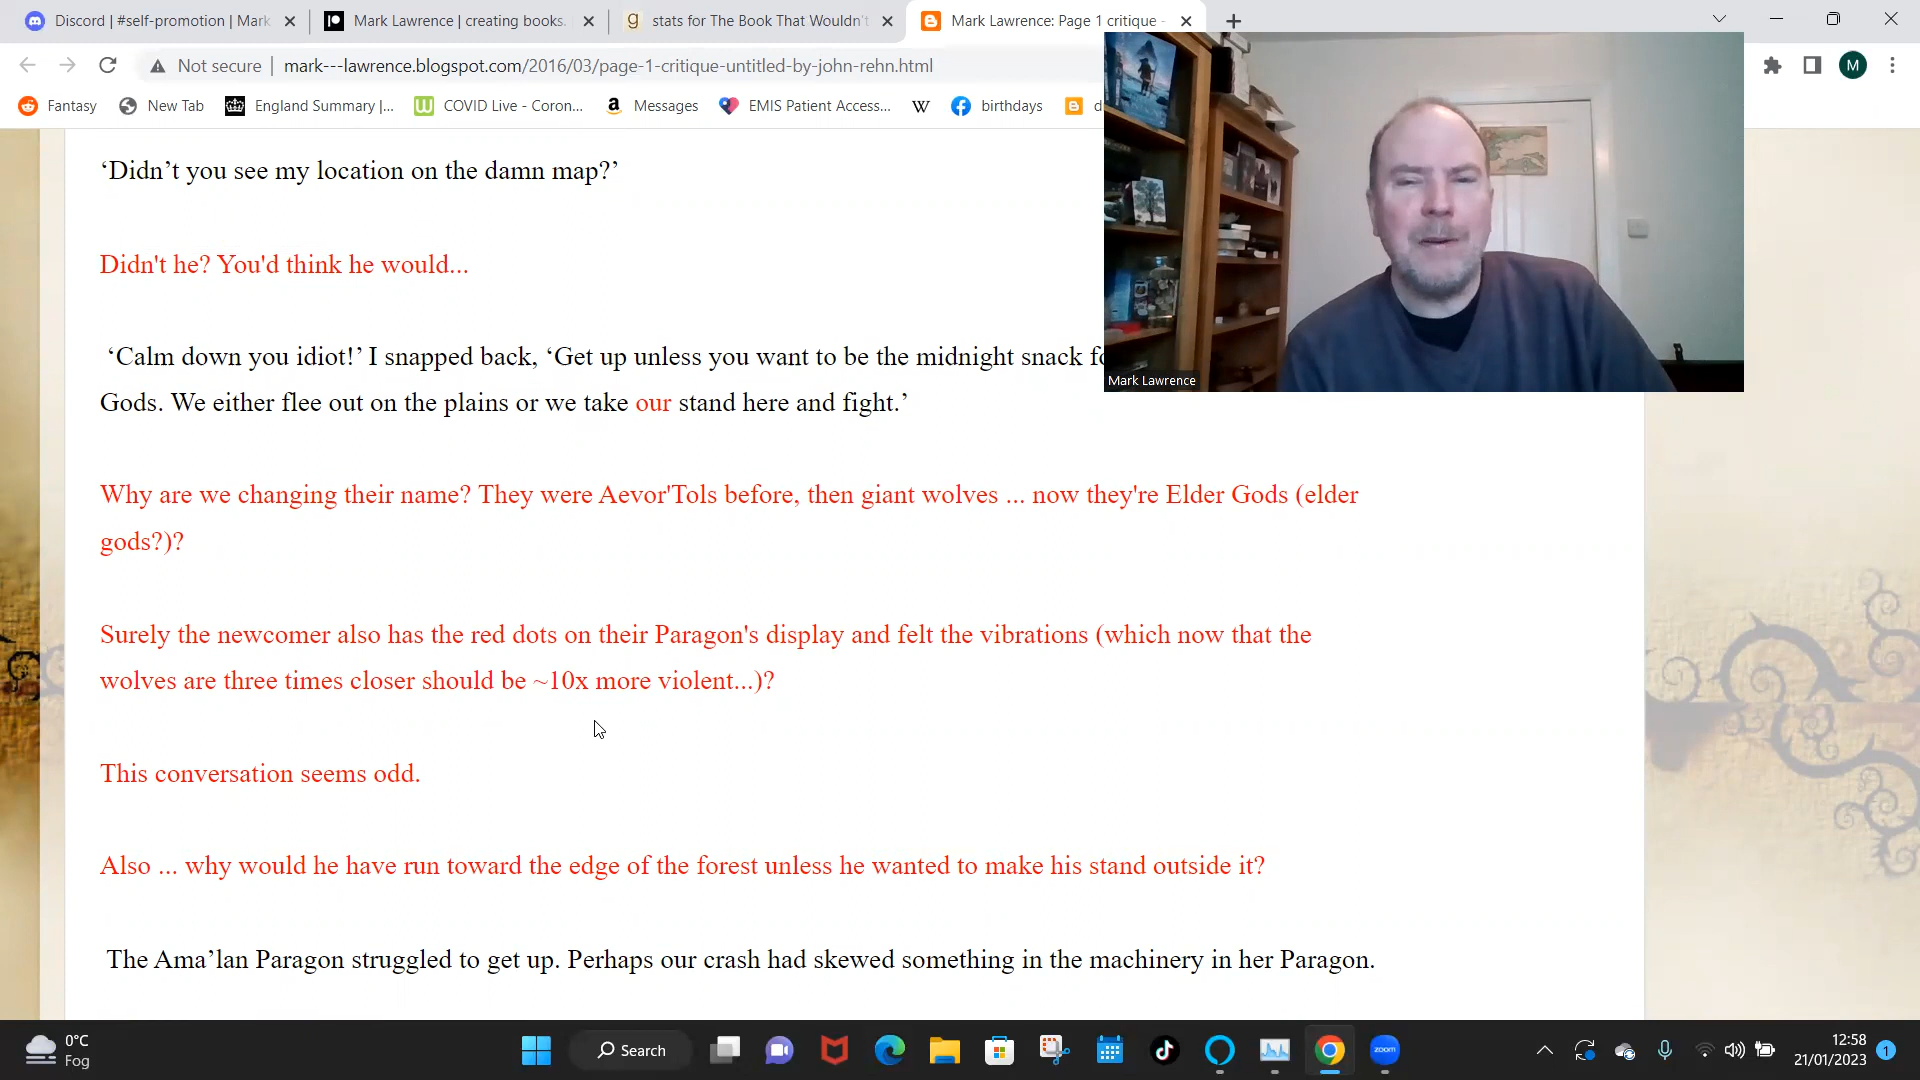 Discord | #self-promotion | Mark
Mark Lawrence | creating books.
stats for The Book That Wouldn't
Mark Lawrence: Page 1 critique -
Not secure | mark---lawrence.blogspot.com/2016/03/page-1-critique-untitled-by-john-rehn.html
M
Fantasy
New Tab
England Summary |...
COVID Live - Coron...
Messages
EMIS Patient Access...
birthdays
‘Didn’t you see my location on the damn map?’
Didn't he? You'd think he would...
‘Calm down you idiot!’ I snapped back, ‘Get up unless you want to be the midnight snack
Gods. We either flee out on the plains or we take our stand here and fight.’
Mark Lawrence
Why are we changing their name? They were Aevor'Tols before, then giant wolves ... now they're Elder Gods (elder
gods?)?
Surely the newcomer also has the red dots on their Paragon's display and felt the vibrations (which now that the
wolves are three times closer should be ~10x more violent...)?
This conversation seems odd.
Also ... why would he have run toward the edge of the forest unless he wanted to make his stand outside it?
The Ama’lan Paragon struggled to get up. Perhaps our crash had skewed something in the machinery in her Paragon.
0°C
Fog
Search
zoom
12:58
21/01/2023
1